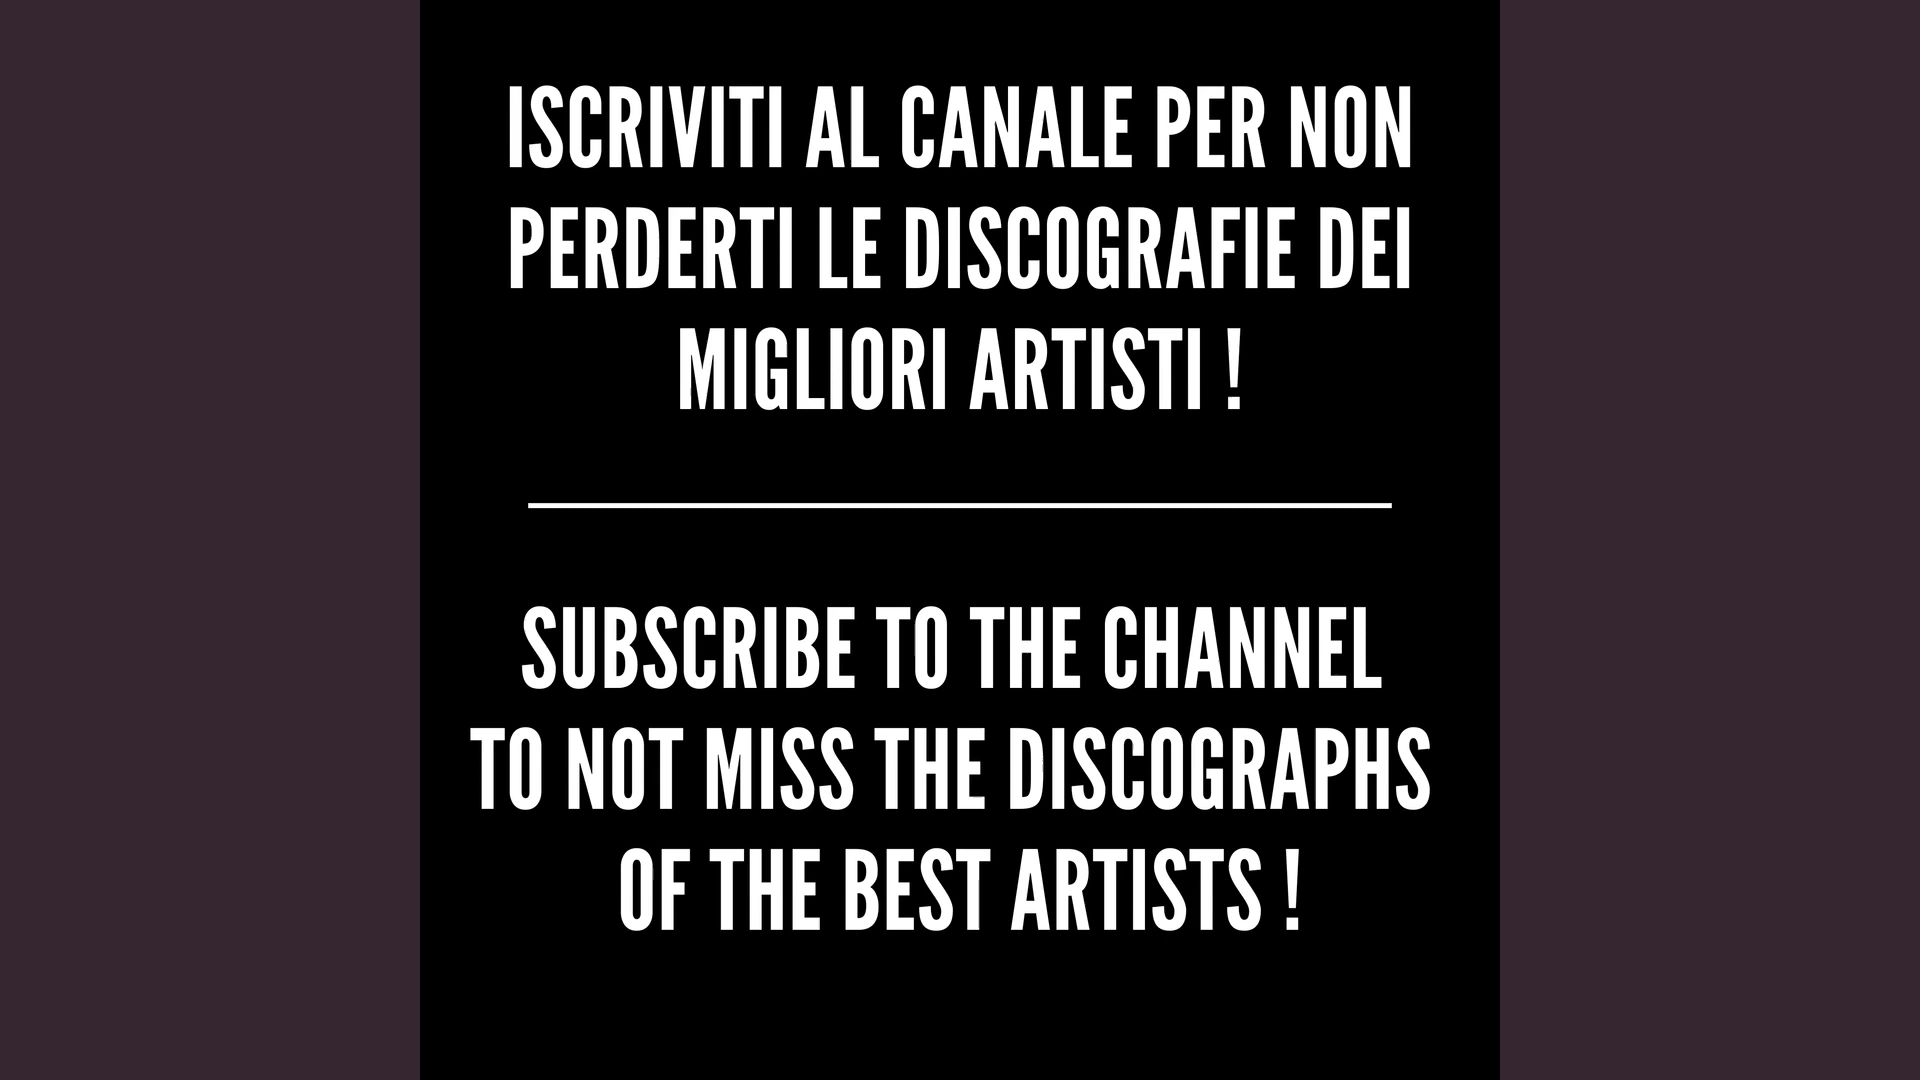 ISCRIVITI AL CANALE PER NON
PERDERTI LE DISCOGRAFIE DEI
MIGLIORI ARTISTI !
SUBSCRIBE TO THE CHANNEL
TO NOT MISS THE DISCOGRAPHS
OF THE BEST ARTISTS !